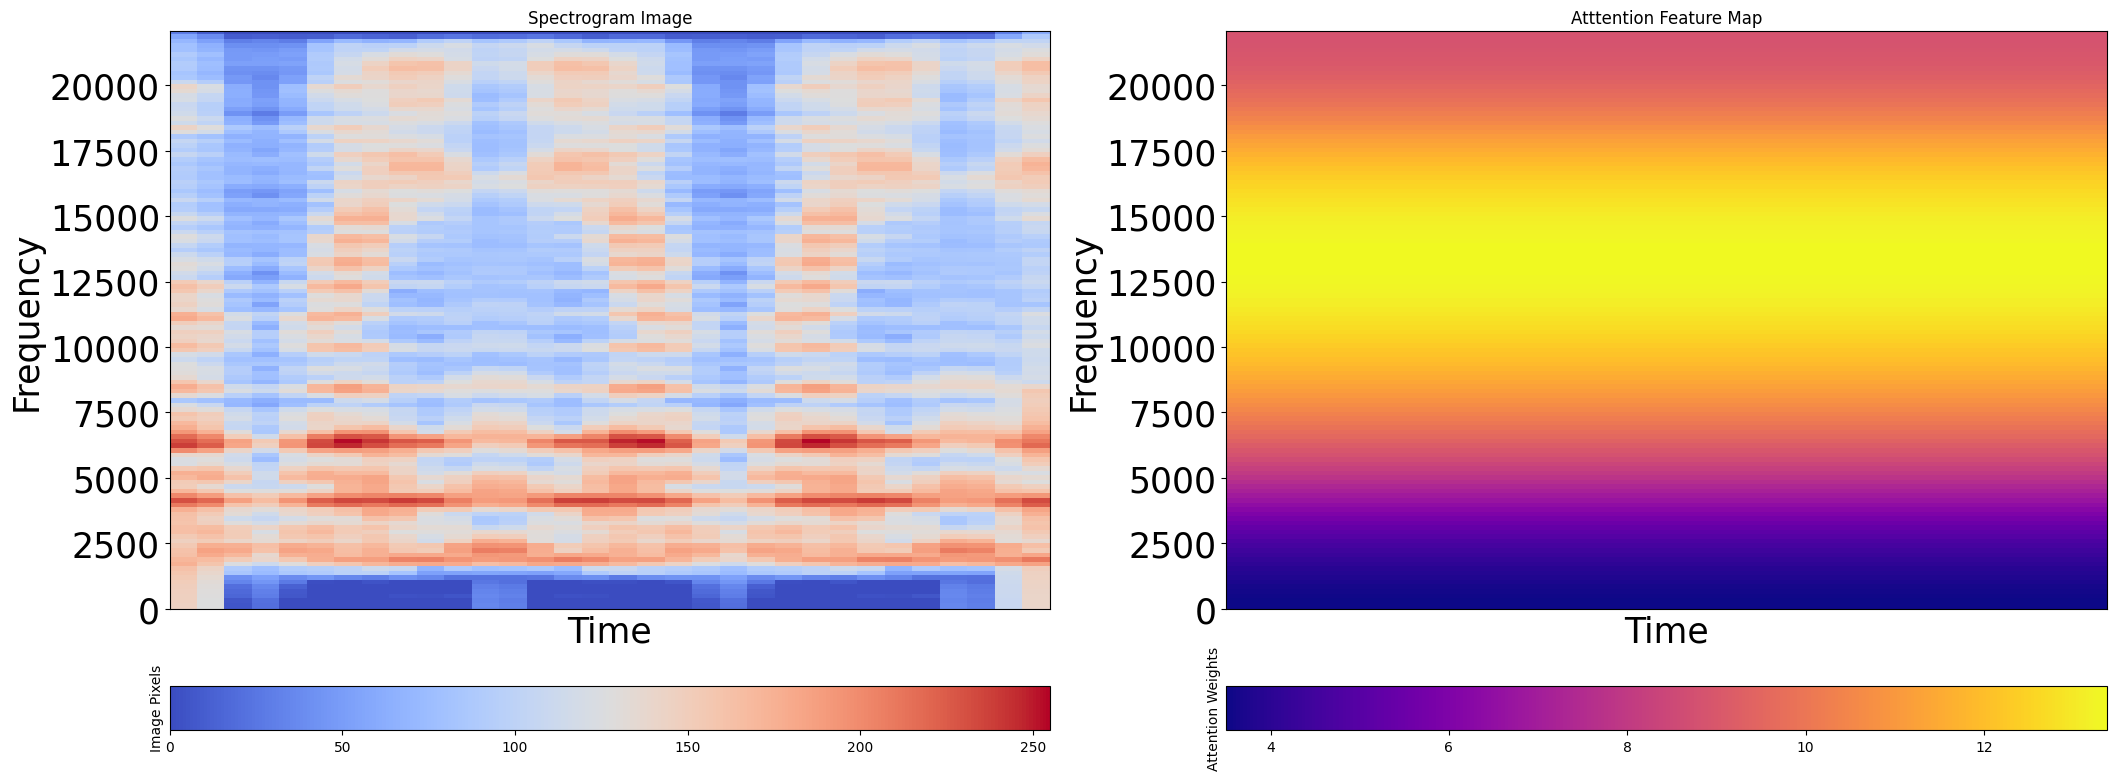 Spectrogram Image
Frequency
20000
17500
15000
12500
10000
7500
5000
2500
0
Time
Image Pixels
0 50 100 150 200 250
Atttention Feature Map
Frequency
20000
17500
15000
12500
10000
7500
5000
2500
0
Time
Attention Weights
4 6 8 10 12